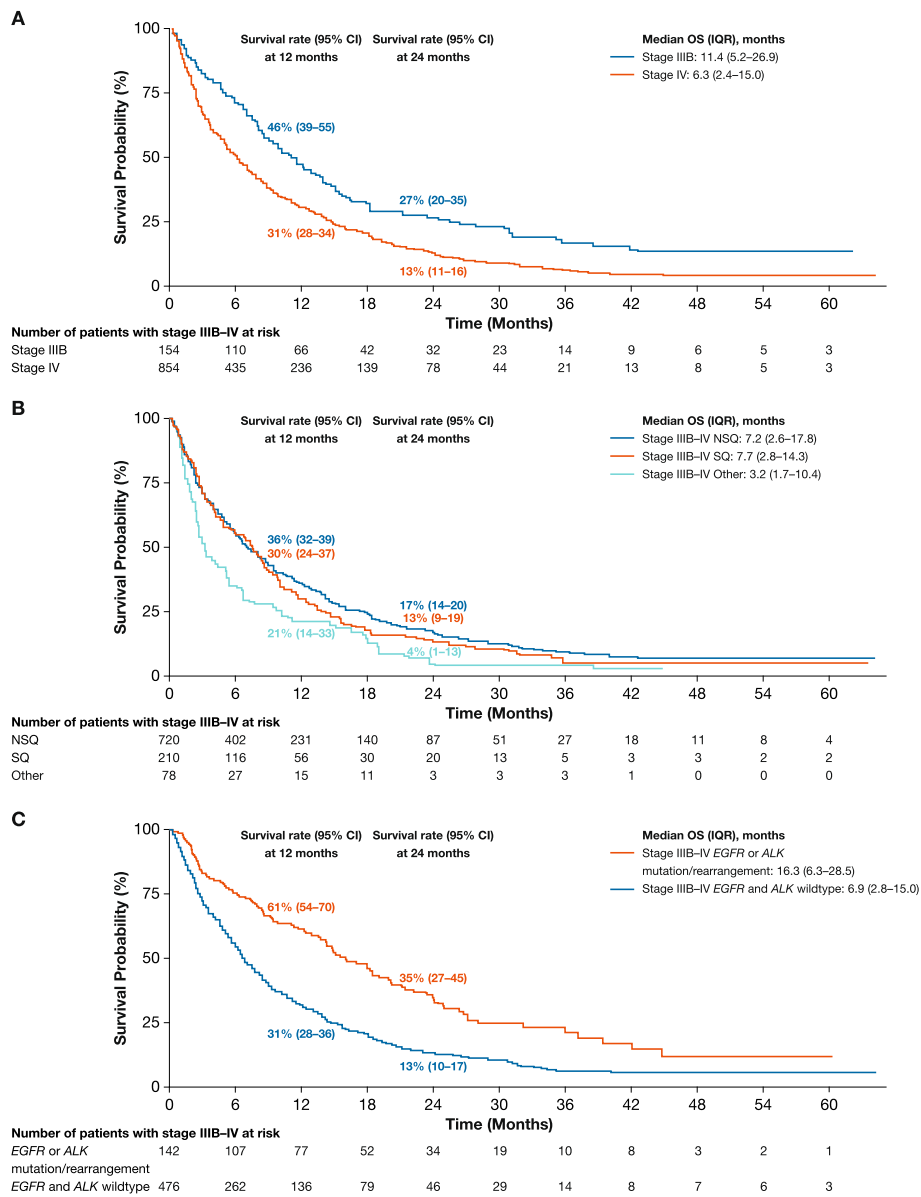 A
Survival rate (95% CI) at 12 months
Survival rate (95% CI) at 24 months
Median OS (IQR), months
Stage IIIB: 11.4 (5.2–26.9)
Stage IV: 6.3 (2.4–15.0)
Survival Probability (%)
100
75
50
25
0
46% (39–55)
27% (20–35)
31% (28–34)
13% (11–16)
0 6 12 18 24 30 36 42 48 54 60
Time (Months)
Number of patients with stage IIIB–IV at risk
Stage IIIB 154 110 66 42 32 23 14 9 6 5 3
Stage IV 854 435 236 139 78 44 21 13 8 5 3
B
Survival rate (95% CI) at 12 months
Survival rate (95% CI) at 24 months
Median OS (IQR), months
Stage IIIB–IV NSQ: 7.2 (2.6–17.8)
Stage IIIB–IV SQ: 7.7 (2.8–14.3)
Stage IIIB–IV Other: 3.2 (1.7–10.4)
Survival Probability (%)
100
75
50
25
0
36% (32–39)
30% (24–37)
17% (14–20)
13% (9–19)
21% (14–33)
4% (1–13)
0 6 12 18 24 30 36 42 48 54 60
Time (Months)
Number of patients with stage IIIB–IV at risk
NSQ 720 402 231 140 87 51 27 18 11 8 4
SQ 210 116 56 30 20 13 5 3 3 2 2
Other 78 27 15 11 3 3 3 1 0 0 0
C
Survival rate (95% CI) at 12 months
Survival rate (95% CI) at 24 months
Median OS (IQR), months
Stage IIIB–IV EGFR or ALK
mutation/rearrangement: 16.3 (6.3–28.5)
Stage IIIB–IV EGFR and ALK wildtype: 6.9 (2.8–15.0)
Survival Probability (%)
100
75
50
25
0
61% (54–70)
35% (27–45)
31% (28–36)
13% (10–17)
0 6 12 18 24 30 36 42 48 54 60
Time (Months)
Number of patients with stage IIIB–IV at risk
EGFR or ALK 142 107 77 52 34 19 10 8 3 2 1
mutation/rearrangement
EGFR and ALK wildtype 476 262 136 79 46 29 14 8 7 6 3